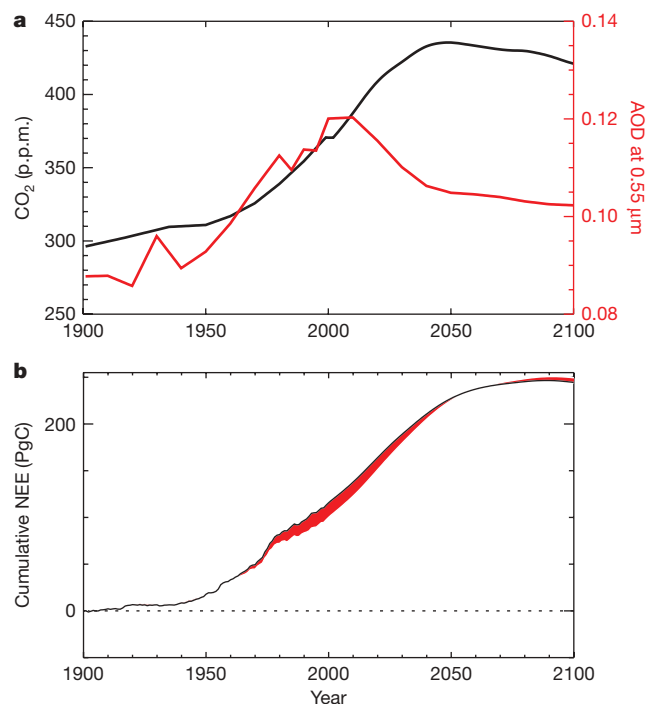 a
CO2 (p.p.m.)
450
400
350
300
250
0.14
0.12
0.10
0.08
AOD at 0.55 μm
1900 1950 2000 2050 2100
b
Cumulative NEE (PgC)
200
0
1900 1950 2000 2050 2100
Year